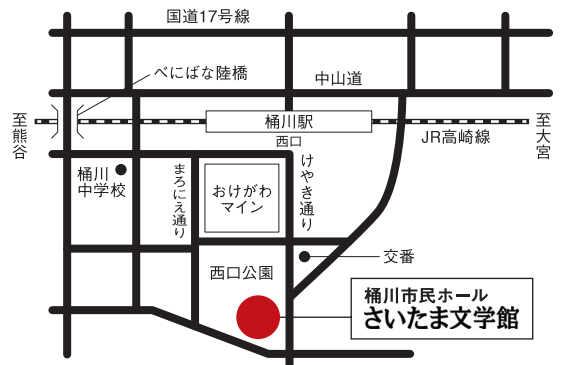 国道17号線
べにばな陸橋
中山道
至熊谷
桶川駅
西口
JR高崎線
至大宮
桶川
中学校
まろにえ通り
おけがわ
マイン
けやき通り
西口公園
交番
桶川市民ホール
さいたま文学館